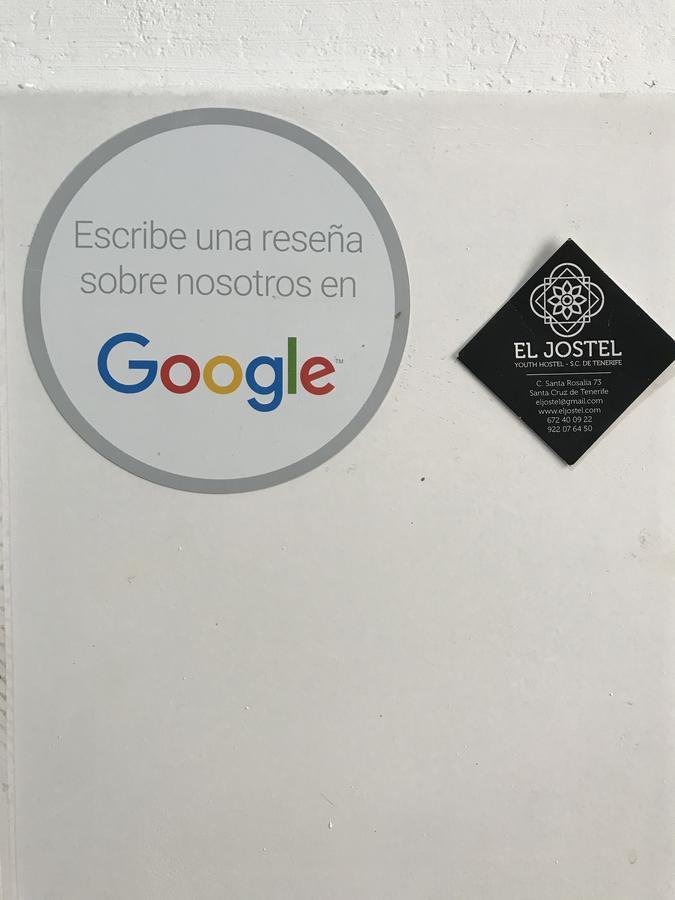 Escribe una reseña
sobre nosotros en
Google™
EL JOSTEL
YOUTH HOSTEL - S.C. DE TENERIFE
C. Santa Rosalía 73
Santa Cruz de Tenerife
eljostel@gmail.com
www.eljostel.com
672 40 09 22
922 07 64 50